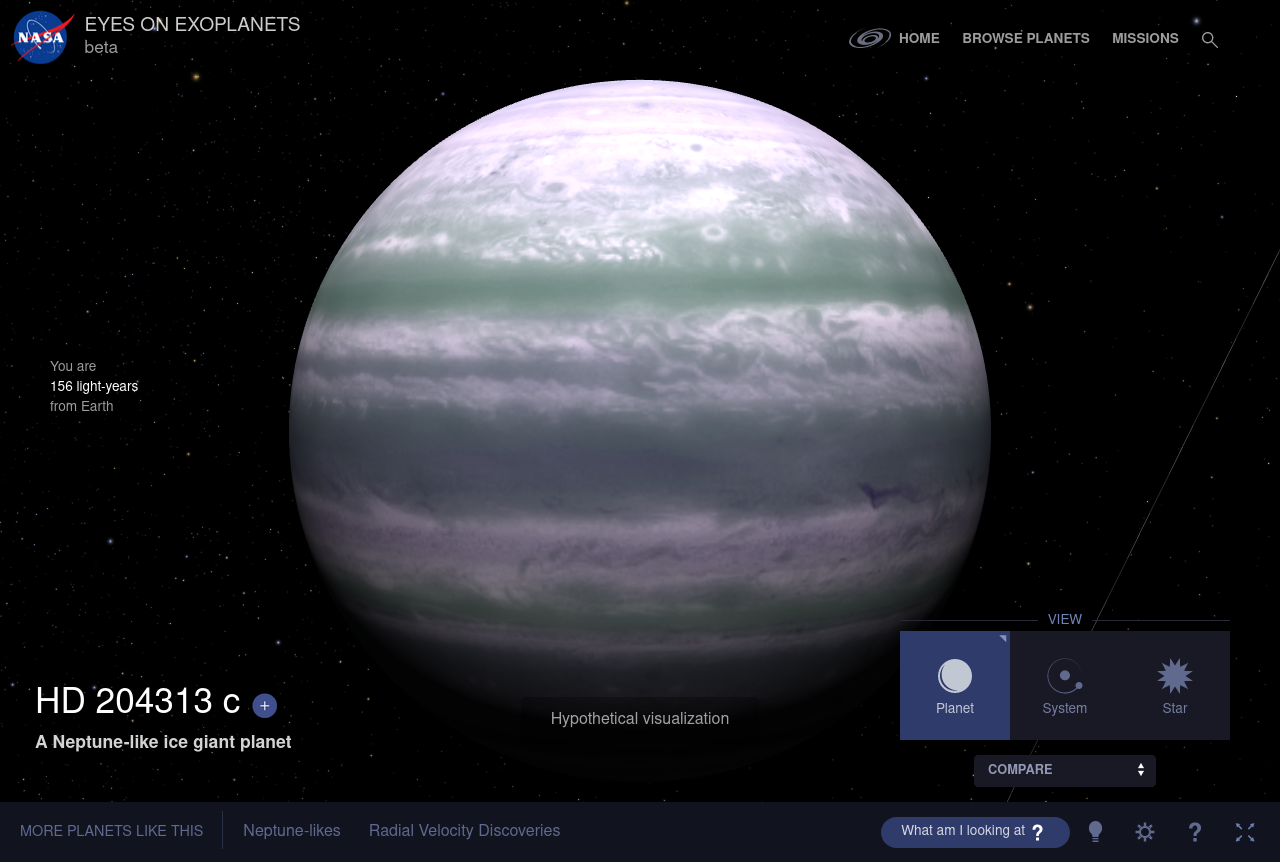 NASA
EYES ON EXOPLANETS
beta
HOME
BROWSE PLANETS
MISSIONS
You are
156 light-years
from Earth
VIEW
Planet
System
Star
HD 204313 c +
A Neptune-like ice giant planet
Hypothetical visualization
COMPARE
MORE PLANETS LIKE THIS
Neptune-likes
Radial Velocity Discoveries
What am I looking at ?
?